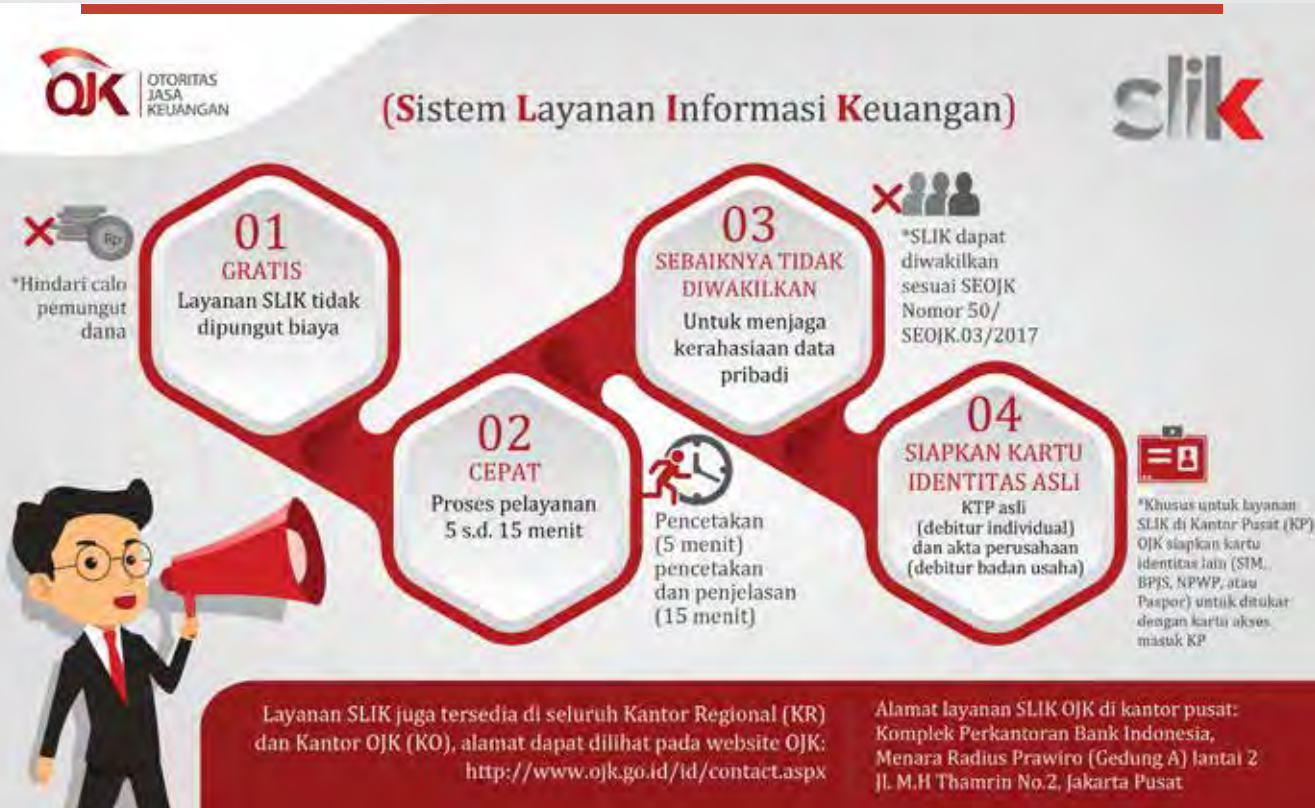 OJK
OTORITAS
JASA
KEUANGAN
(Sistem Layanan Informasi Keuangan)
slik
Rp
*Hindari calo
pemungut
dana
01
GRATIS
Layanan SLIK tidak
dipungut biaya
02
CEPAT
Proses pelayanan
5 s.d. 15 menit
Pencetakan
(5 menit)
pencetakan
dan penjelasan
(15 menit)
03
SEBAIKNYA TIDAK
DIWAKILKAN
Untuk menjaga
kerahasiaan data
pribadi
*SLIK dapat
diwakilkan
sesuai SEOJK
Nomor 50/
SEOJK.03/2017
04
SIAPKAN KARTU
IDENTITAS ASLI
KTP asli
(debitur individual)
dan akta perusahaan
(debitur badan usaha)
*Khusus untuk layanan
SLIK di Kantor Pusat (KP)
OJK siapkan kartu
identitas lain (SIM,
BPJS, NPWP, atau
Paspor) untuk ditukar
dengan kartu akses
masuk KP
Layanan SLIK juga tersedia di seluruh Kantor Regional (KR)
dan Kantor OJK (KO), alamat dapat dilihat pada website OJK:
http://www.ojk.go.id/id/contact.aspx
Alamat layanan SLIK OJK di kantor pusat:
Komplek Perkantoran Bank Indonesia,
Menara Radius Prawiro (Gedung A) lantai 2
Jl. M.H Thamrin No.2, Jakarta Pusat